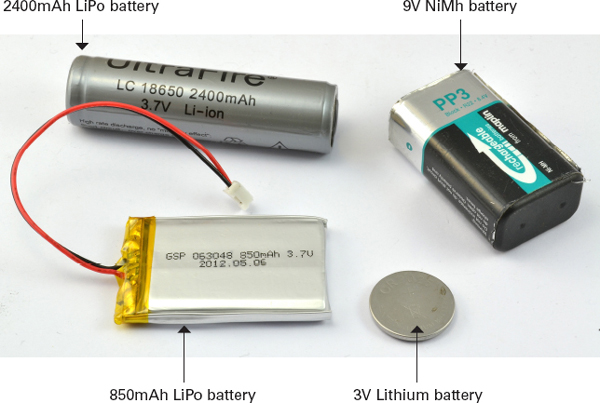 2400mAh LiPo battery
9V NiMh battery
UltraFire
LC 18650 2400mAh
3.7V Li-ion
High rate discharge, no "memory effect".
PP3
rechargeable
from maplin
Ni-MH
GSP 063048 850mAh 3.7V
2012.05.06
850mAh LiPo battery
3V Lithium battery